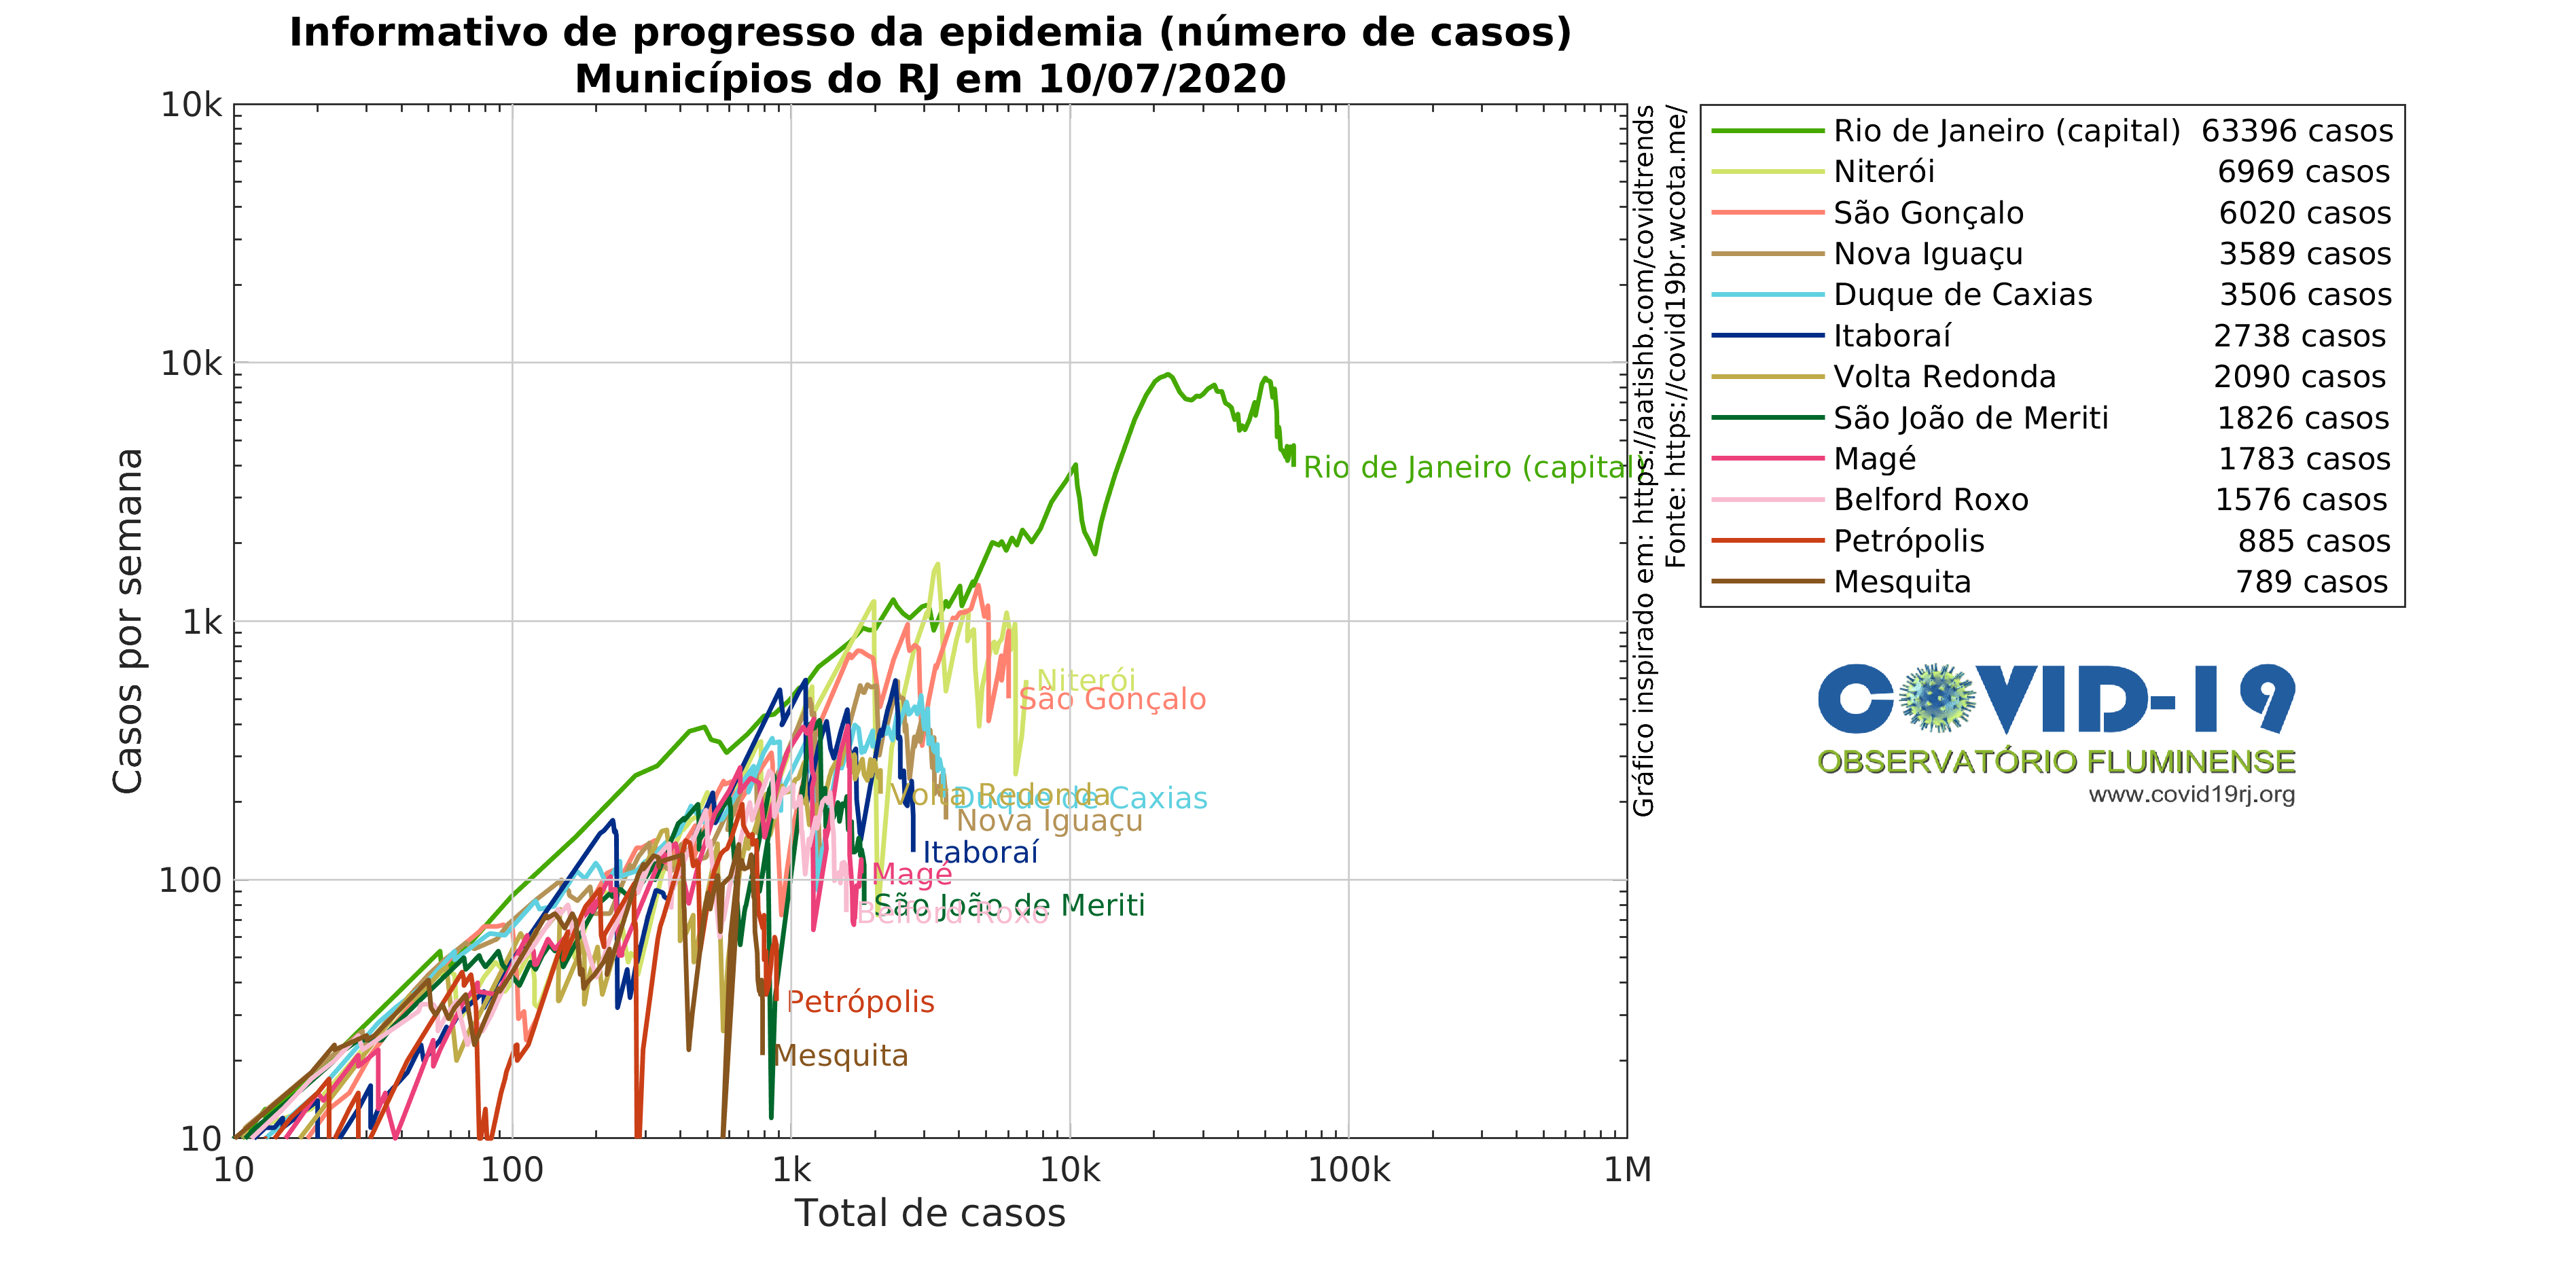 Informativo de progresso da epidemia (número de casos)
Municípios do RJ em 10/07/2020
10k
10k
1k
100
10
Casos por semana
10
100
1k
10k
100k
1M
Total de casos
Rio de Janeiro (capital)
Niterói
São Gonçalo
Volta Redonda
Duque de Caxias
Nova Iguaçu
Itaboraí
Magé
São João de Meriti
Belford Roxo
Petrópolis
Mesquita
Gráfico inspirado em: https://aatishb.com/covidtrends
Fonte: https://covid19br.wcota.me/
Rio de Janeiro (capital) 63396 casos
Niterói 6969 casos
São Gonçalo 6020 casos
Nova Iguaçu 3589 casos
Duque de Caxias 3506 casos
Itaboraí 2738 casos
Volta Redonda 2090 casos
São João de Meriti 1826 casos
Magé 1783 casos
Belford Roxo 1576 casos
Petrópolis 885 casos
Mesquita 789 casos
COVID-19
OBSERVATÓRIO FLUMINENSE
www.covid19rj.org